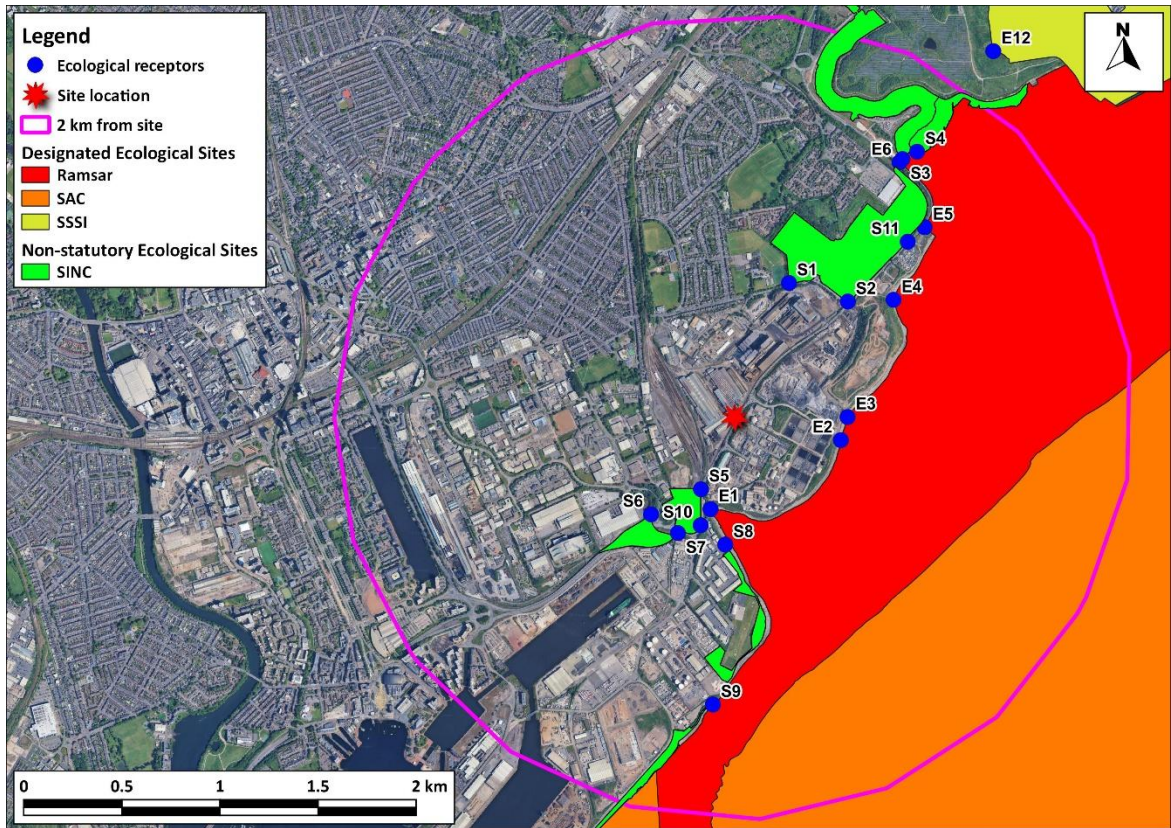 Legend
Ecological receptors
Site location
2 km from site
Designated Ecological Sites
Ramsar
SAC
SSSI
Non-statutory Ecological Sites
SINC
N
E12
S4
E6
S3
E5
S11
S1
S2
E4
E3
E2
S5
E1
S6
S10
S7
S8
S9
0 0.5 1 1.5 2 km